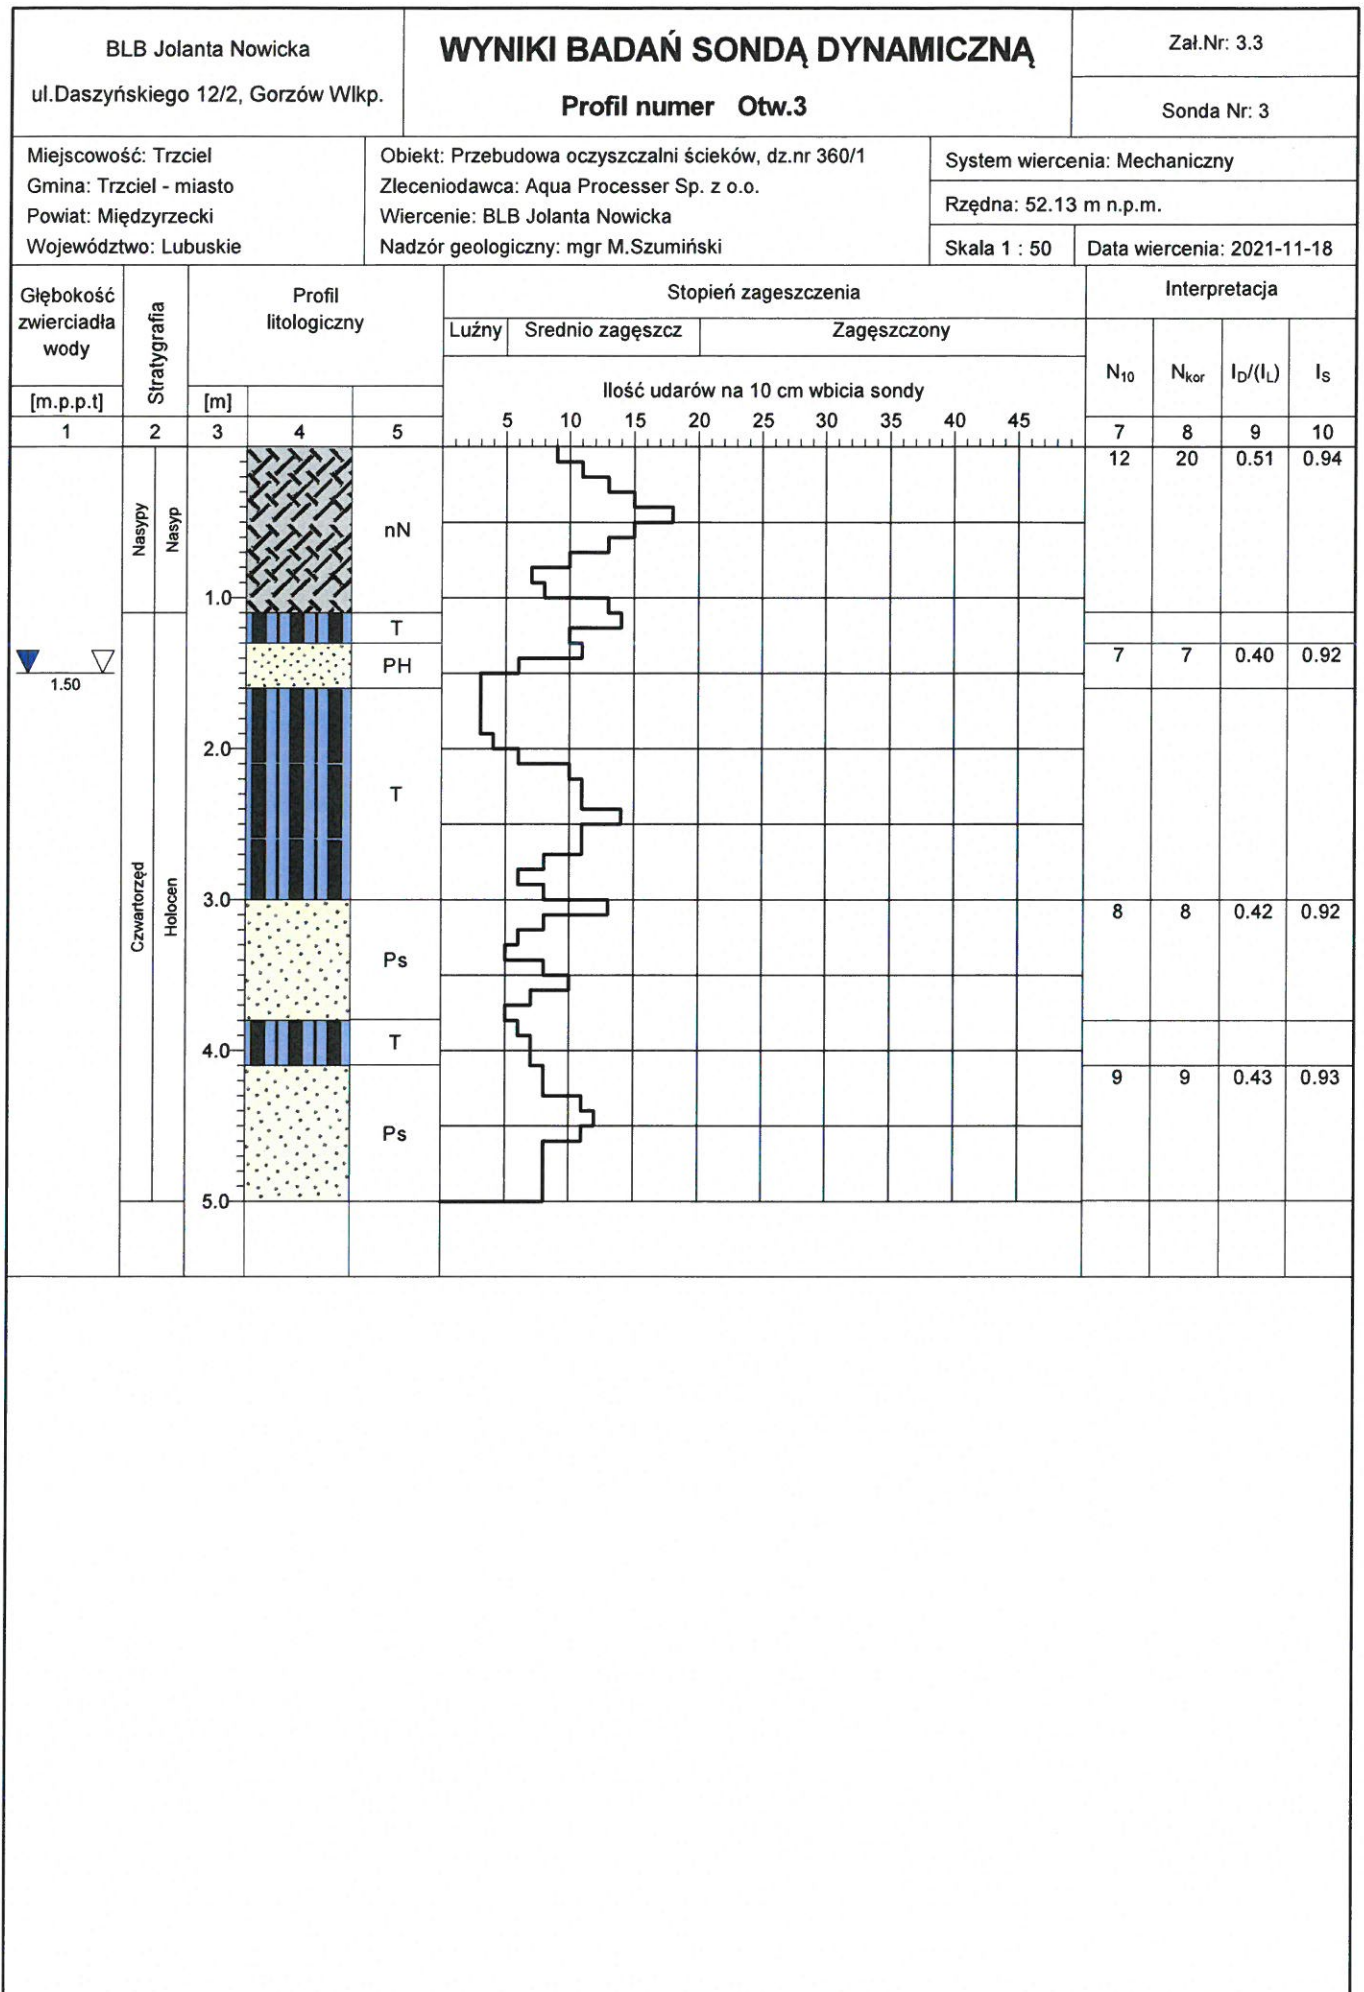 BLB Jolanta Nowicka
ul.Daszyńskiego 12/2, Gorzów Wlkp.
WYNIKI BADAŃ SONDĄ DYNAMICZNĄ
Profil numer Otw.3
Zał.Nr: 3.3
Sonda Nr: 3
Miejscowość: Trzciel
Gmina: Trzciel - miasto
Powiat: Międzyrzecki
Województwo: Lubuskie
Obiekt: Przebudowa oczyszczalni ścieków, dz.nr 360/1
Zleceniodawca: Aqua Processer Sp. z o.o.
Wiercenie: BLB Jolanta Nowicka
Nadzór geologiczny: mgr M.Szumiński
System wiercenia: Mechaniczny
Rzędna: 52.13 m n.p.m.
Skala 1 : 50
Data wiercenia: 2021-11-18
Głębokość
zwierciadła
wody
[m.p.p.t]
Stratygrafia
Profil
litologiczny
[m]
Stopień zageszczenia
Luźny
Srednio zagęszcz
Zagęszczony
Ilość udarów na 10 cm wbicia sondy
5 10 15 20 25 30 35 40 45
Interpretacja
N10 Nkor ID/(IL) IS
1 2 3 4 5 7 8 9 10
12 20 0.51 0.94
Nasypy
Nasyp
nN
1.0
T
1.50
PH
7 7 0.40 0.92
2.0
T
Czwartorzęd
Holocen
3.0
8 8 0.42 0.92
Ps
4.0
T
9 9 0.43 0.93
Ps
5.0